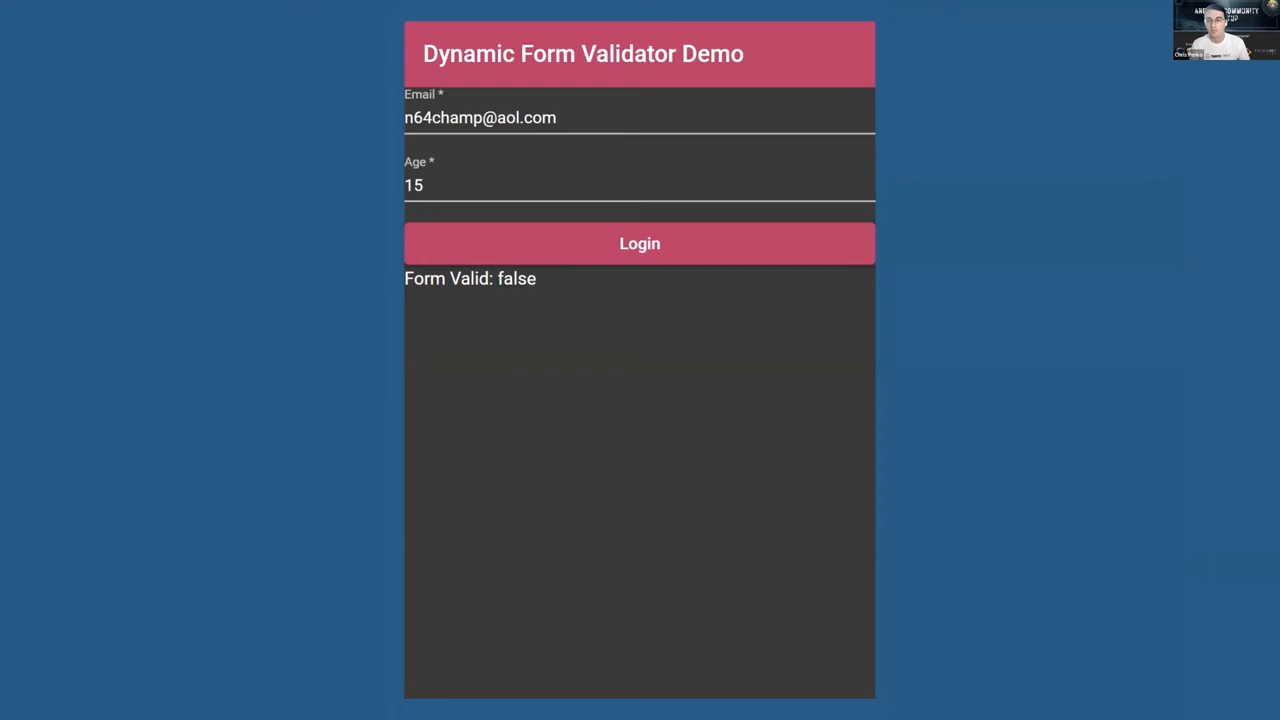 Dynamic Form Validator Demo
Email *
n64champ@aol.com
Age *
15
Login
Form Valid: false